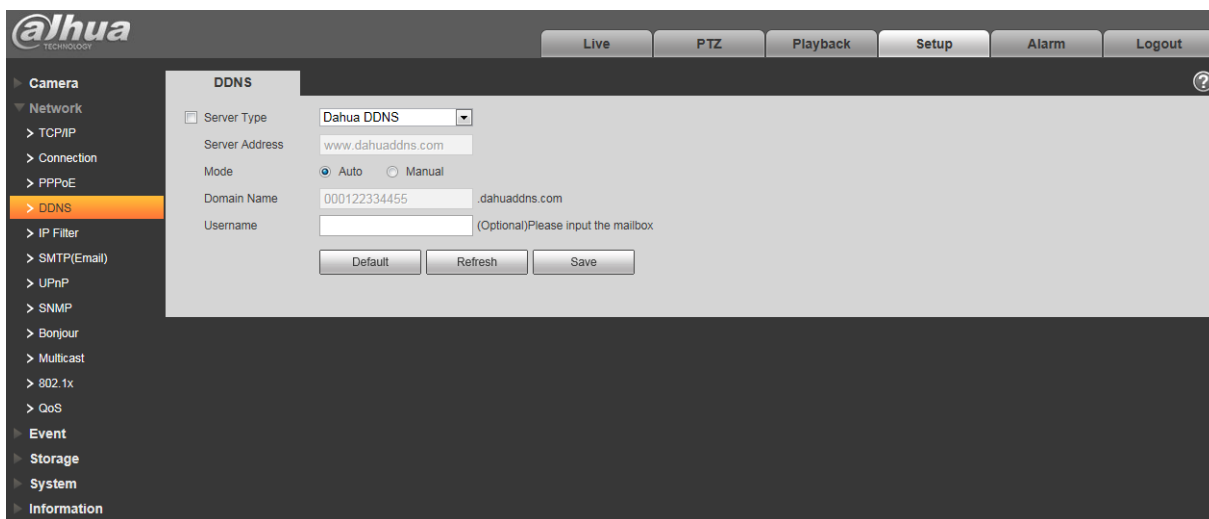 alhua
TECHNOLOGY
Live PTZ Playback Setup Alarm Logout
Camera
Network
> TCP/IP
> Connection
> PPPoE
> DDNS
> IP Filter
> SMTP(Email)
> UPnP
> SNMP
> Bonjour
> Multicast
> 802.1x
> QoS
Event
Storage
System
Information
DDNS
?
Server Type Dahua DDNS
Server Address www.dahuaddns.com
Mode Auto Manual
Domain Name 000122334455 .dahuaddns.com
Username (Optional)Please input the mailbox
Default Refresh Save